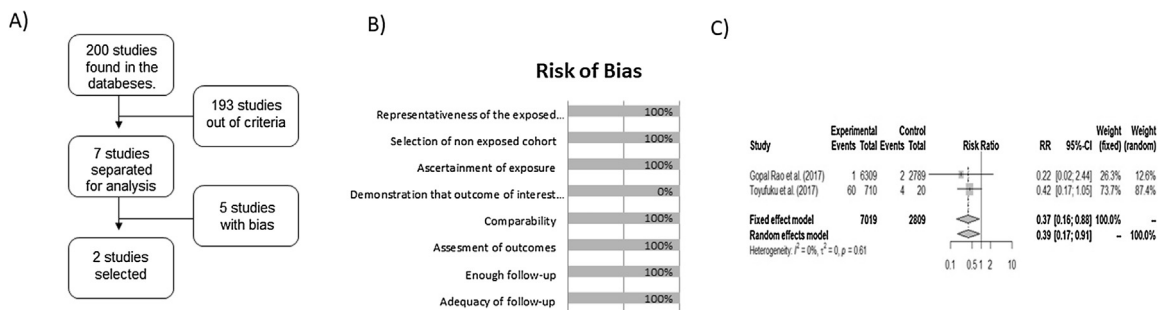 A)
200 studies
found in the
databeses.
193 studies
out of criteria
7 studies
separated
for analysis
5 studies
with bias
2 studies
selected
B)
Risk of Bias
Representativeness of the exposed... 100%
Selection of non exposed cohort 100%
Ascertainment of exposure 100%
Demonstration that outcome of interest... 0%
Comparability 100%
Assesment of outcomes 100%
Enough follow-up 100%
Adequacy of follow-up 100%
C)
Experimental Control Weight Weight
Study Events Total Events Total Risk Ratio RR 95%-CI (fixed) (random)
Gopal Rao et al. (2017) 1 6309 2 2789 0.22 [0.02; 2.44] 26.3% 12.6%
Toyufuku et al. (2017) 60 710 4 20 0.42 [0.17; 1.05] 73.7% 87.4%
Fixed effect model 7019 2809 0.37 [0.16; 0.88] 100.0% --
Random effects model 0.39 [0.17; 0.91] -- 100.0%
Heterogeneity: I² = 0%, τ² = 0, p = 0.61
0.1 0.5 1 2 10